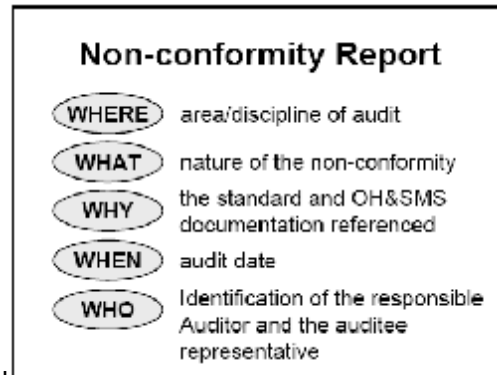 Non-conformity Report
WHERE area/discipline of audit
WHAT nature of the non-conformity
WHY the standard and OH&SMS
documentation referenced
WHEN audit date
WHO Identification of the responsible
Auditor and the auditee
representative